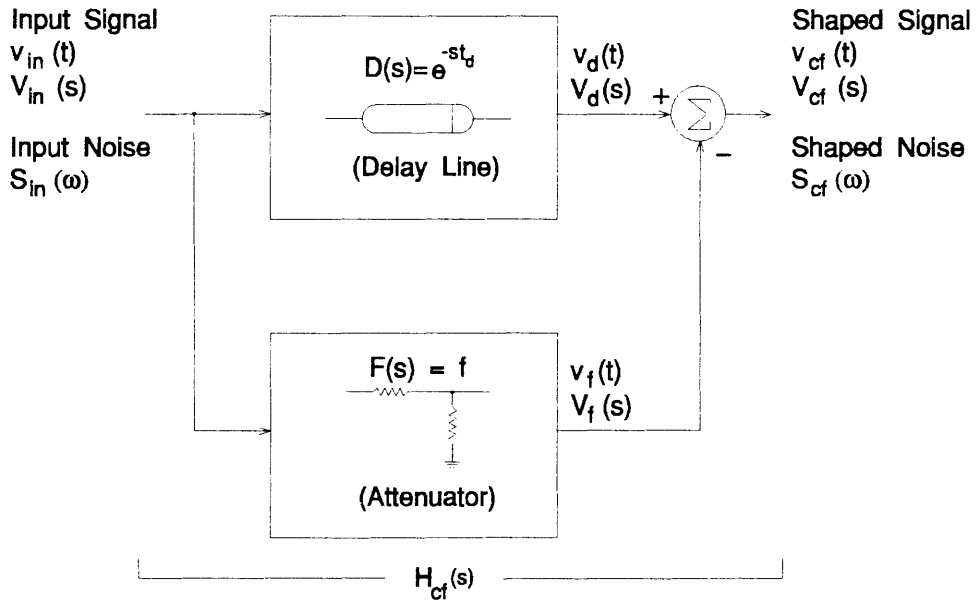 Input Signal
v_in (t)
V_in (s)
Input Noise
S_in (ω)
D(s)=e^-st_d
(Delay Line)
v_d(t)
V_d(s)
+
Σ
−
Shaped Signal
v_cf (t)
V_cf (s)
Shaped Noise
S_cf (ω)
F(s) = f
(Attenuator)
v_f(t)
V_f (s)
H_cf(s)